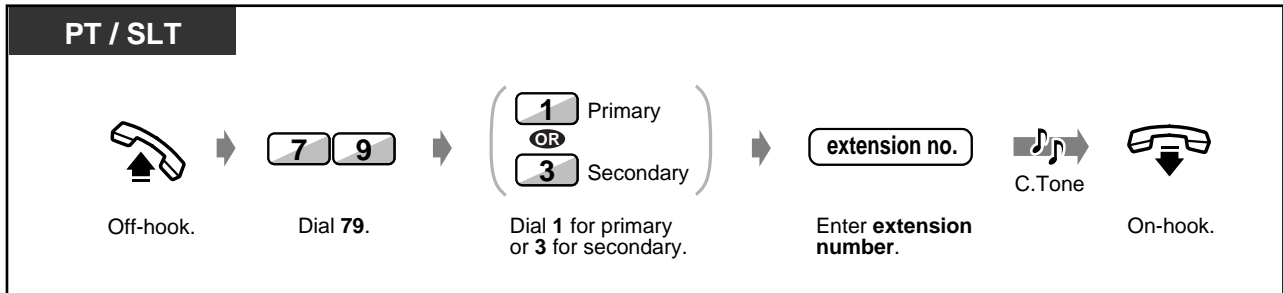 PT / SLT
7 9
1 Primary
OR
3 Secondary
extension no.
C.Tone
Off-hook.
Dial 79.
Dial 1 for primary
or 3 for secondary.
Enter extension
number.
On-hook.